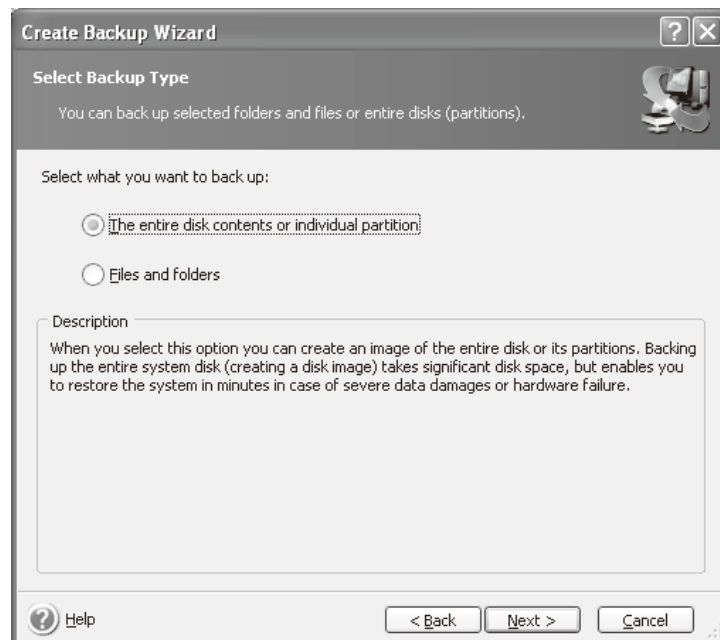 Create Backup Wizard
Select Backup Type
You can back up selected folders and files or entire disks (partitions).
Select what you want to back up:
The entire disk contents or individual partition
Files and folders
Description
When you select this option you can create an image of the entire disk or its partitions. Backing
up the entire system disk (creating a disk image) takes significant disk space, but enables you
to restore the system in minutes in case of severe data damages or hardware failure.
Help
< Back
Next >
Cancel